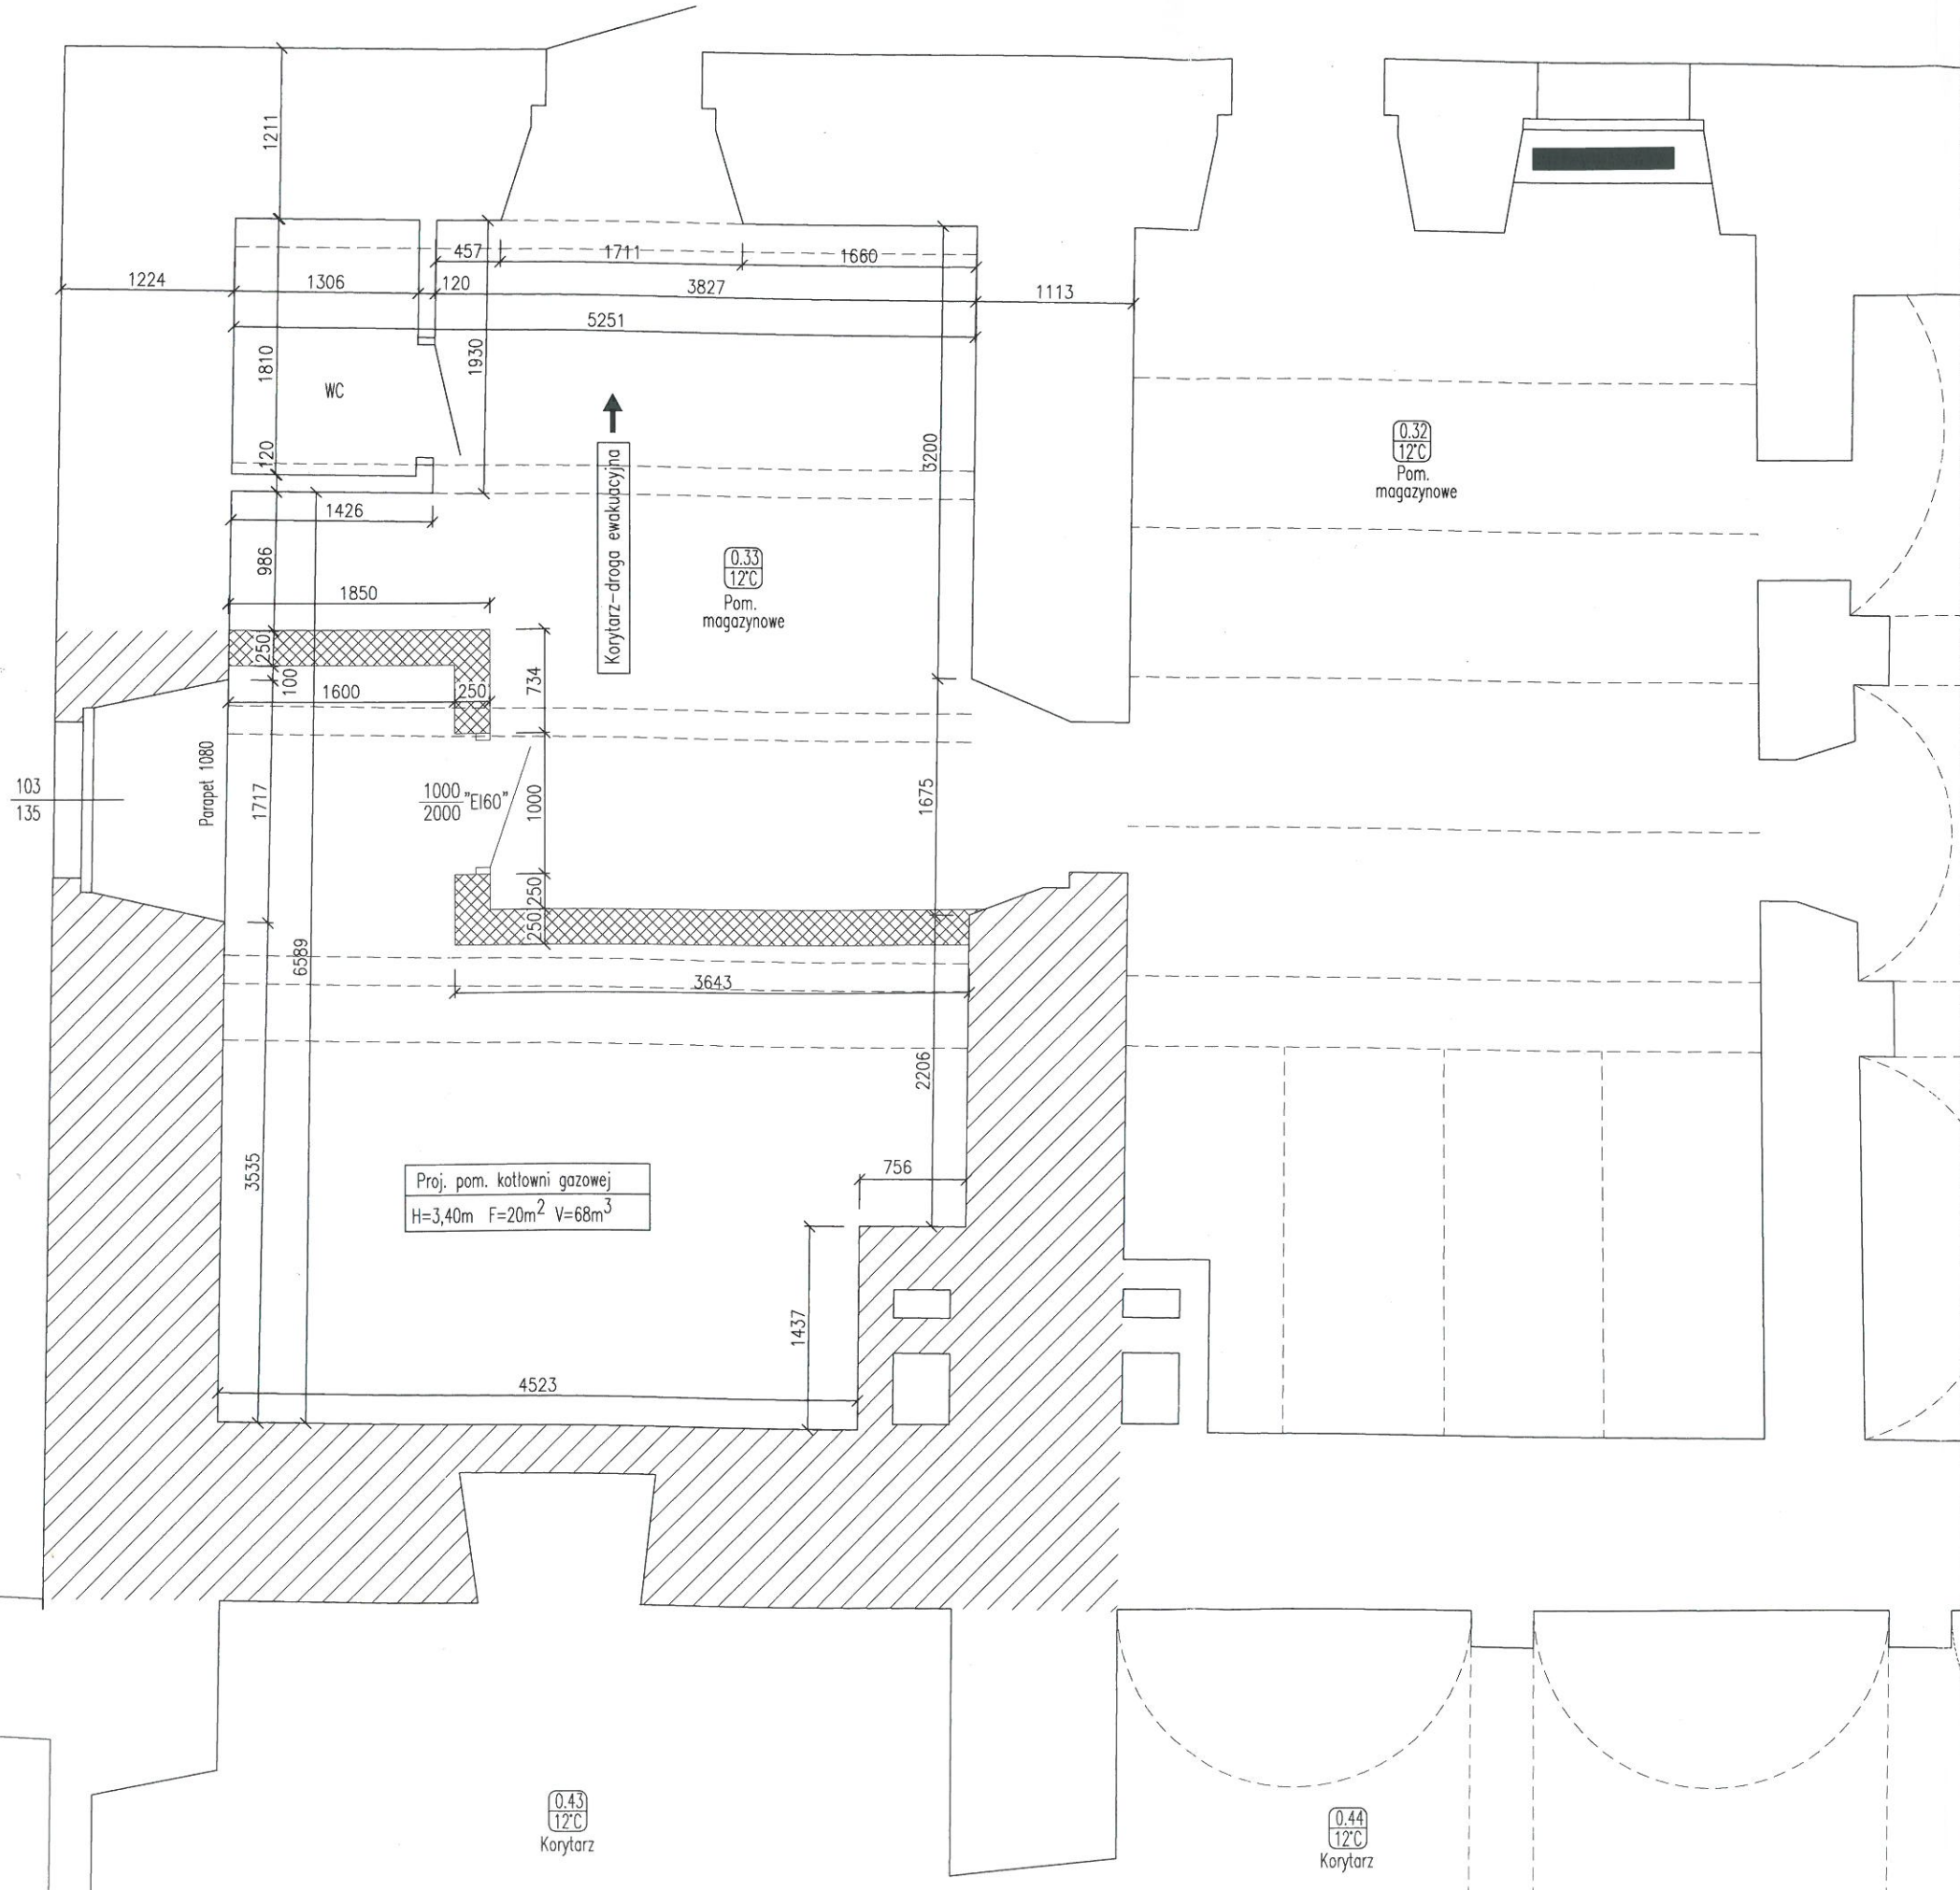 1211
457
1711
1660
1224
1306
120
3827
1113
5251
1810
1930
WC
120
3200
0.32
12°C
Pom.
magazynowe
1426
Korytarz-droga ewakuacyjna
986
0.33
12°C
Pom.
magazynowe
1850
250
100
1600
250
734
103
135
Parapet 1080
1717
1000
2000
"EI60"
1000
1675
250
250
6589
3643
2206
3535
Proj. pom. kotłowni gazowej
H=3,40m F=20m² V=68m³
756
1437
4523
0.43
12°C
Korytarz
0.44
12°C
Korytarz